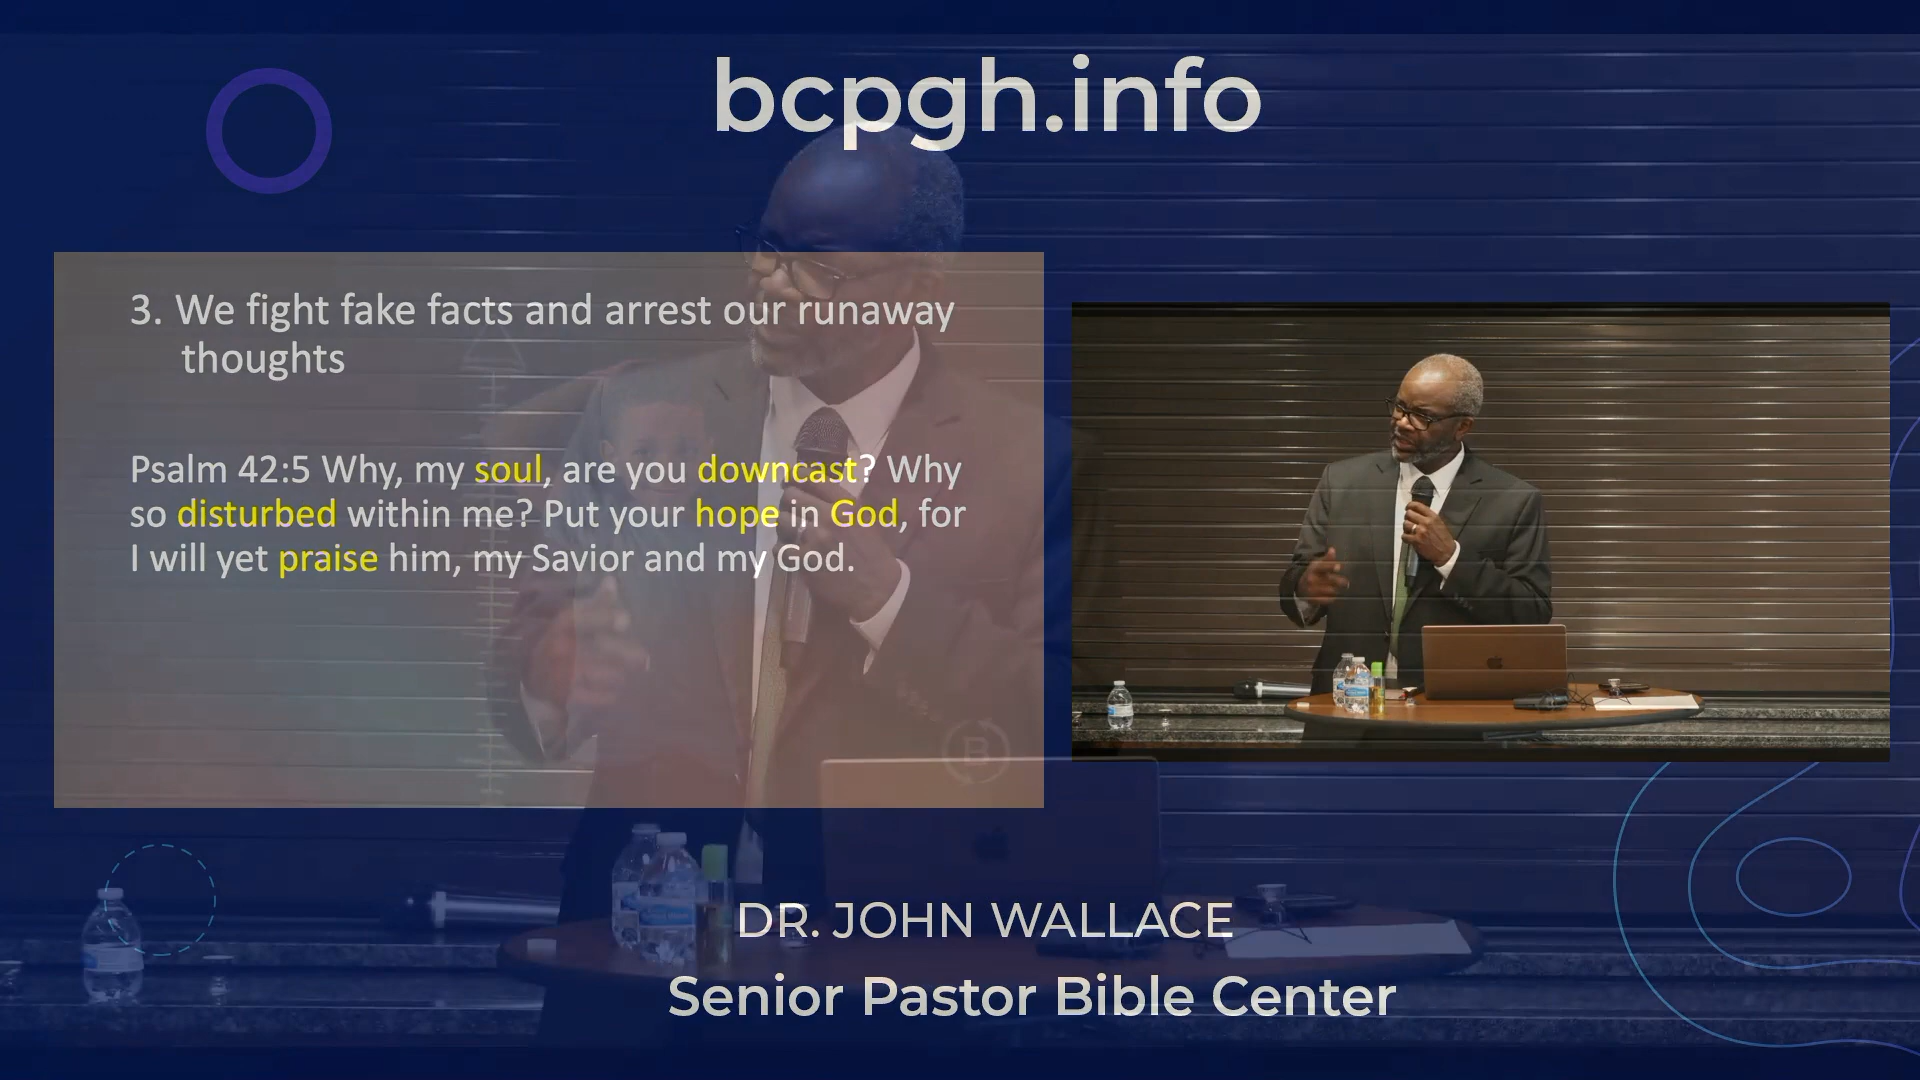 bcpgh.info
3. We fight fake facts and arrest our runaway
thoughts
Psalm 42:5 Why, my soul, are you downcast? Why
so disturbed within me? Put your hope in God, for
I will yet praise him, my Savior and my God.
B
DR. JOHN WALLACE
Senior Pastor Bible Center